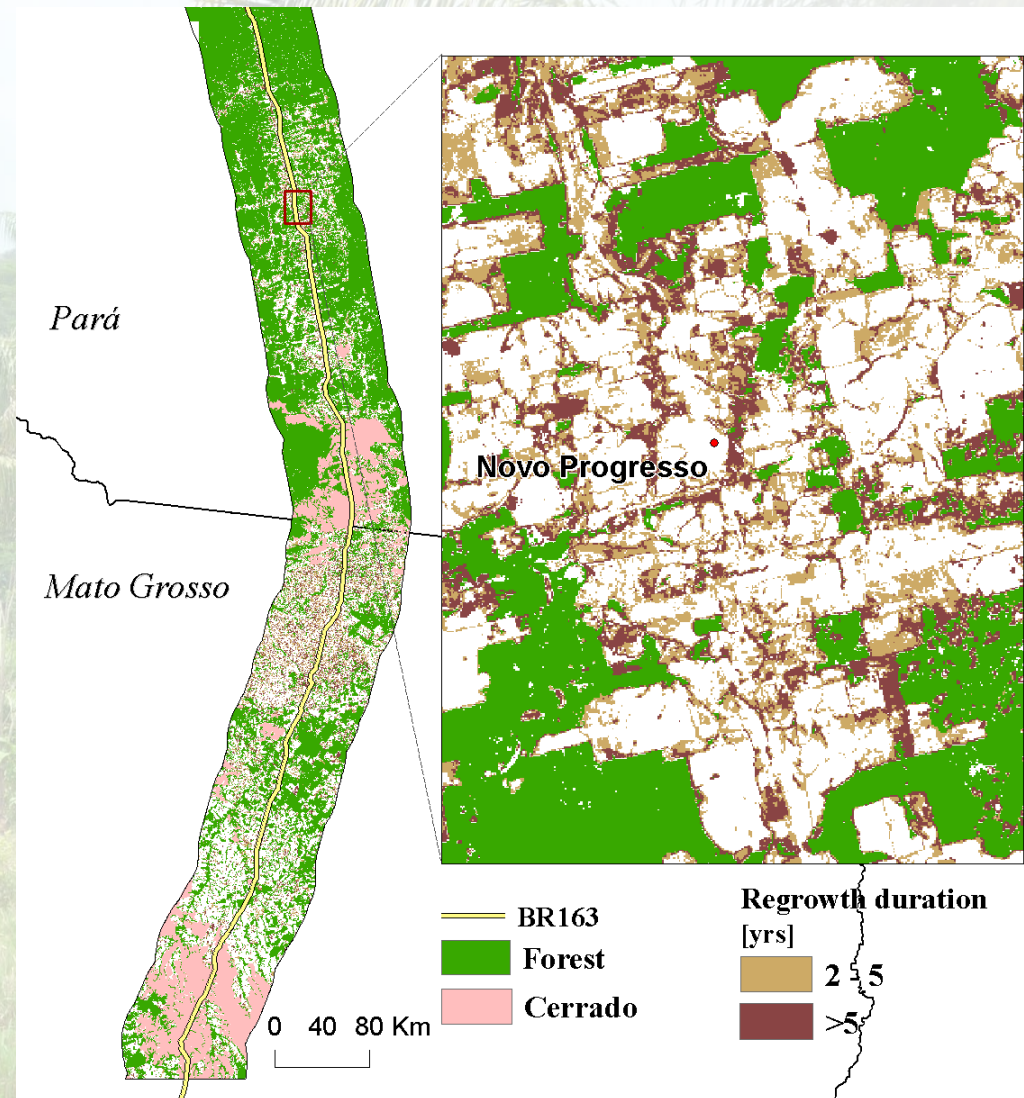 Pará
Novo Progresso
Mato Grosso
BR163
Forest
Cerrado
0 40 80 Km
Regrowth duration
[yrs]
2 - 5
>5